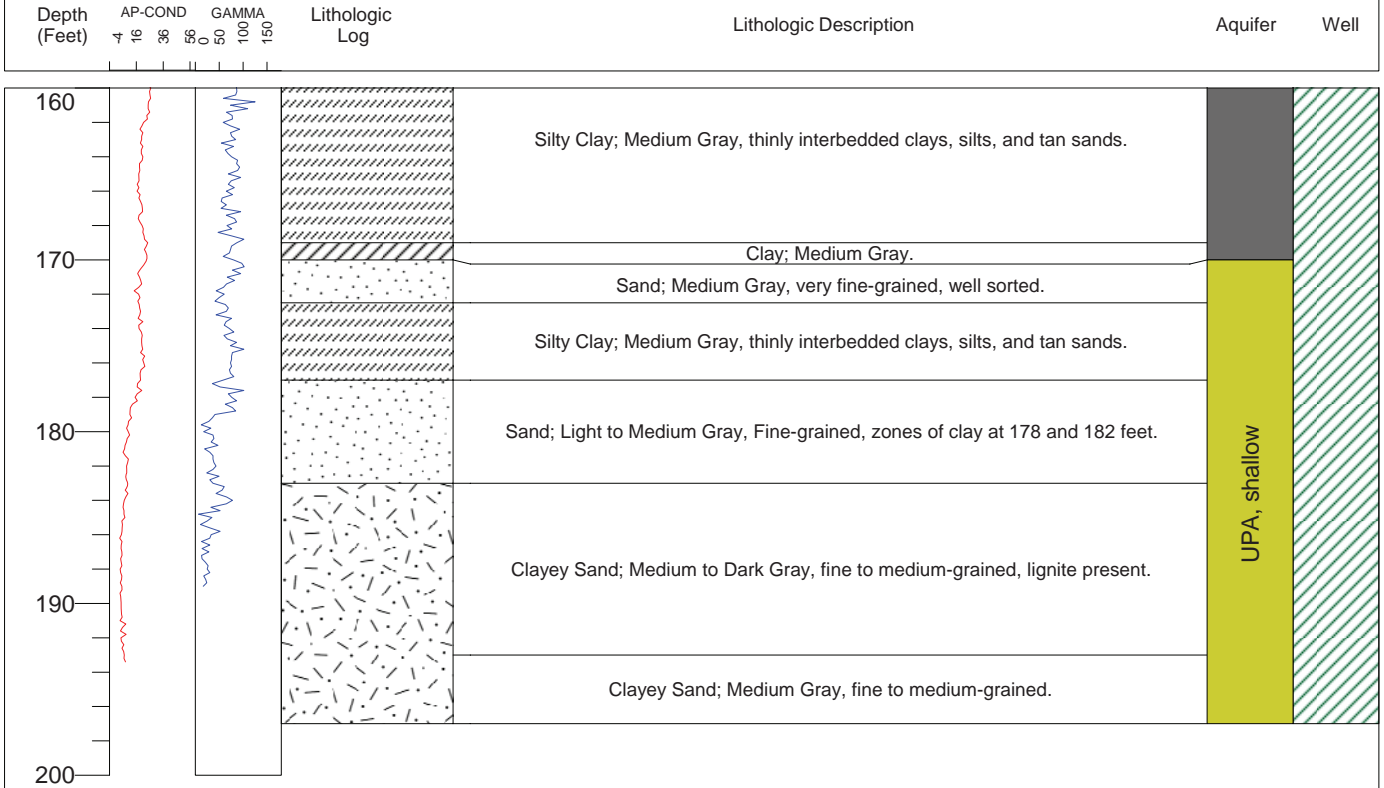 Depth
(Feet)
AP-COND
-4 16 36 56
GAMMA
0 50 100 150
Lithologic
Log
Lithologic Description
Aquifer
Well
160
Silty Clay; Medium Gray, thinly interbedded clays, silts, and tan sands.
Clay; Medium Gray.
170
Sand; Medium Gray, very fine-grained, well sorted.
Silty Clay; Medium Gray, thinly interbedded clays, silts, and tan sands.
180
Sand; Light to Medium Gray, Fine-grained, zones of clay at 178 and 182 feet.
UPA, shallow
Clayey Sand; Medium to Dark Gray, fine to medium-grained, lignite present.
190
Clayey Sand; Medium Gray, fine to medium-grained.
200